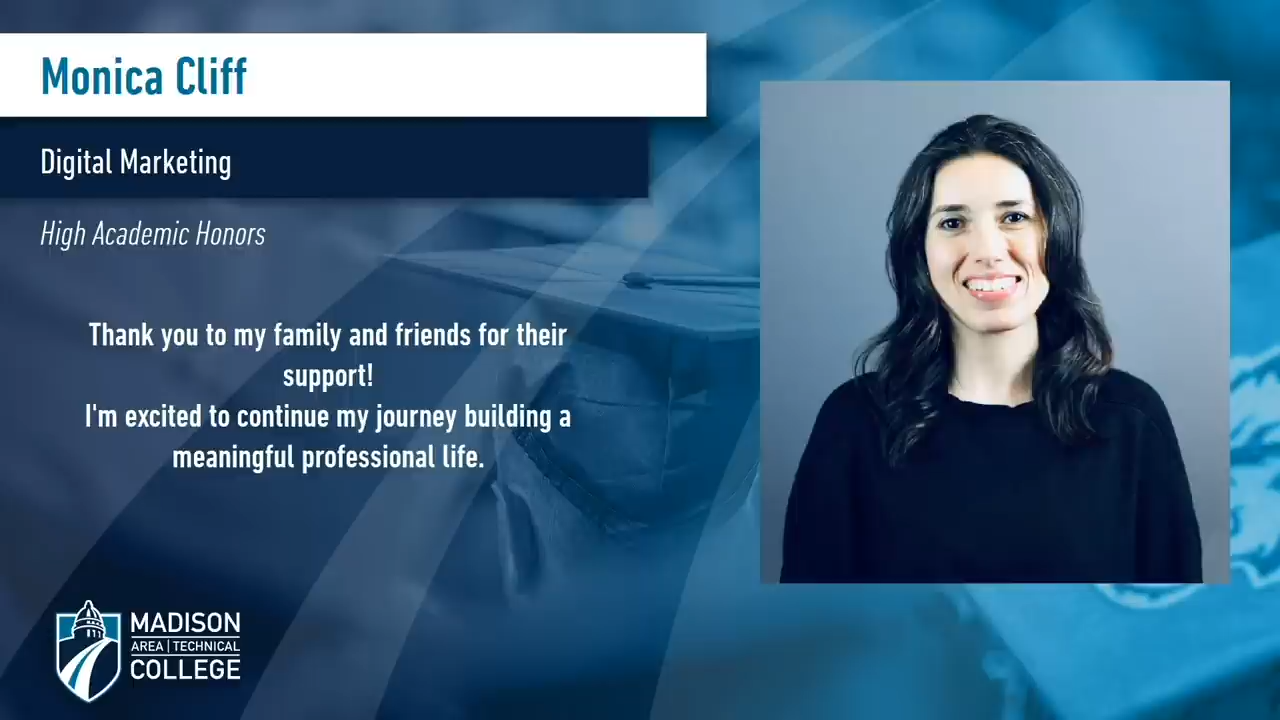 Monica Cliff
Digital Marketing
High Academic Honors
Thank you to my family and friends for their
support!
I'm excited to continue my journey building a
meaningful professional life.
MADISON
AREA | TECHNICAL
COLLEGE